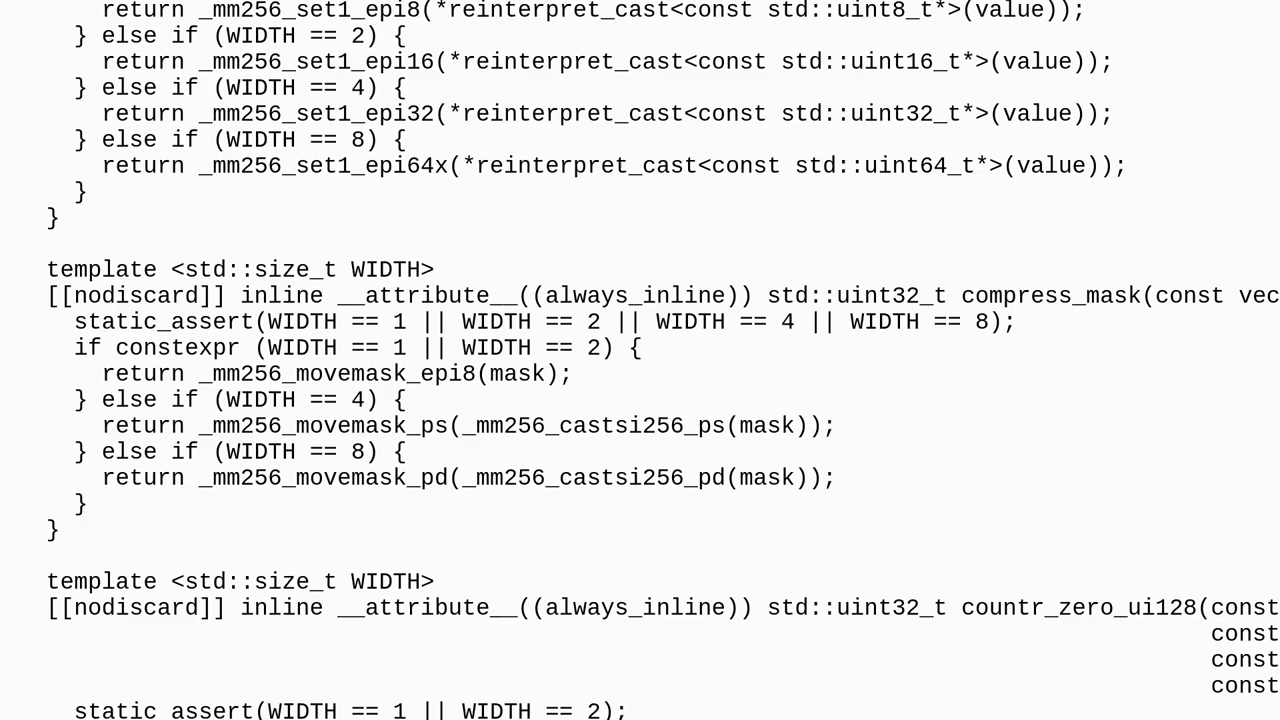 return _mm256_set1_epi8(*reinterpret_cast<const std::uint8_t*>(value));
} else if (WIDTH == 2) {
return _mm256_set1_epi16(*reinterpret_cast<const std::uint16_t*>(value));
} else if (WIDTH == 4) {
return _mm256_set1_epi32(*reinterpret_cast<const std::uint32_t*>(value));
} else if (WIDTH == 8) {
return _mm256_set1_epi64x(*reinterpret_cast<const std::uint64_t*>(value));
}
}
template <std::size_t WIDTH>
[[nodiscard]] inline __attribute__((always_inline)) std::uint32_t compress_mask(const vec
static_assert(WIDTH == 1 || WIDTH == 2 || WIDTH == 4 || WIDTH == 8);
if constexpr (WIDTH == 1 || WIDTH == 2) {
return _mm256_movemask_epi8(mask);
} else if (WIDTH == 4) {
return _mm256_movemask_ps(_mm256_castsi256_ps(mask));
} else if (WIDTH == 8) {
return _mm256_movemask_pd(_mm256_castsi256_pd(mask));
}
}
template <std::size_t WIDTH>
[[nodiscard]] inline __attribute__((always_inline)) std::uint32_t countr_zero_ui128(const
const
const
const
static_assert(WIDTH == 1 || WIDTH == 2);